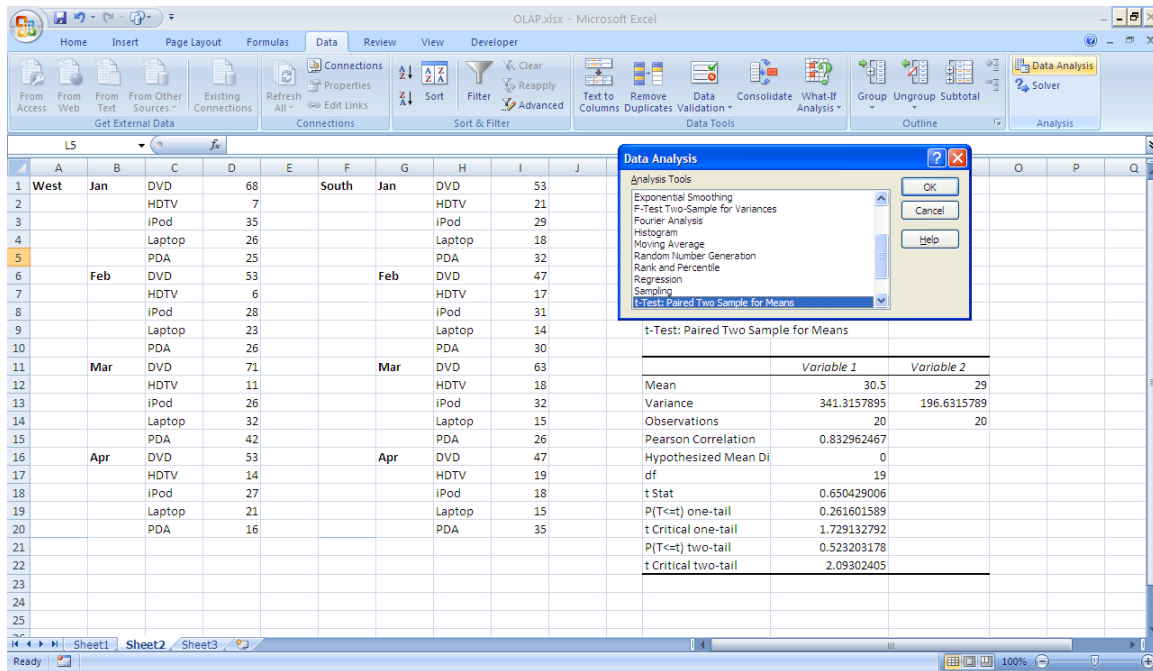 OLAP.xlsx - Microsoft Excel
Home Insert Page Layout Formulas Data Review View Developer
From Access
From Web
From Text
From Other Sources
Get External Data
Existing Connections
Refresh All
Connections
Properties
Edit Links
Connections
Sort
Filter
Clear
Reapply
Advanced
Sort & Filter
Text to Columns
Remove Duplicates
Data Validation
Consolidate
What-If Analysis
Data Tools
Group
Ungroup
Subtotal
Outline
Data Analysis
Solver
Analysis
L5 fx
A B C D E F G H I J O P Q
1 West Jan DVD 68 South Jan DVD 53
2 HDTV 7 HDTV 21
3 iPod 35 iPod 29
4 Laptop 26 Laptop 18
5 PDA 25 PDA 32
6 Feb DVD 53 Feb DVD 47
7 HDTV 6 HDTV 17
8 iPod 28 iPod 31
9 Laptop 23 Laptop 14 t-Test: Paired Two Sample for Means
10 PDA 26 PDA 30
11 Mar DVD 71 Mar DVD 63 Variable 1 Variable 2
12 HDTV 11 HDTV 18 Mean 30.5 29
13 iPod 26 iPod 32 Variance 341.3157895 196.6315789
14 Laptop 32 Laptop 15 Observations 20 20
15 PDA 42 PDA 26 Pearson Correlation 0.832962467
16 Apr DVD 53 Apr DVD 47 Hypothesized Mean Di 0
17 HDTV 14 HDTV 19 df 19
18 iPod 27 iPod 18 t Stat 0.650429006
19 Laptop 21 Laptop 15 P(T<=t) one-tail 0.261601589
20 PDA 16 PDA 35 t Critical one-tail 1.729132792
21 P(T<=t) two-tail 0.523203178
22 t Critical two-tail 2.09302405
23
24
25
Data Analysis
Analysis Tools
Exponential Smoothing
F-Test Two-Sample for Variances
Fourier Analysis
Histogram
Moving Average
Random Number Generation
Rank and Percentile
Regression
Sampling
t-Test: Paired Two Sample for Means
OK
Cancel
Help
Sheet1 Sheet2 Sheet3
Ready 100%